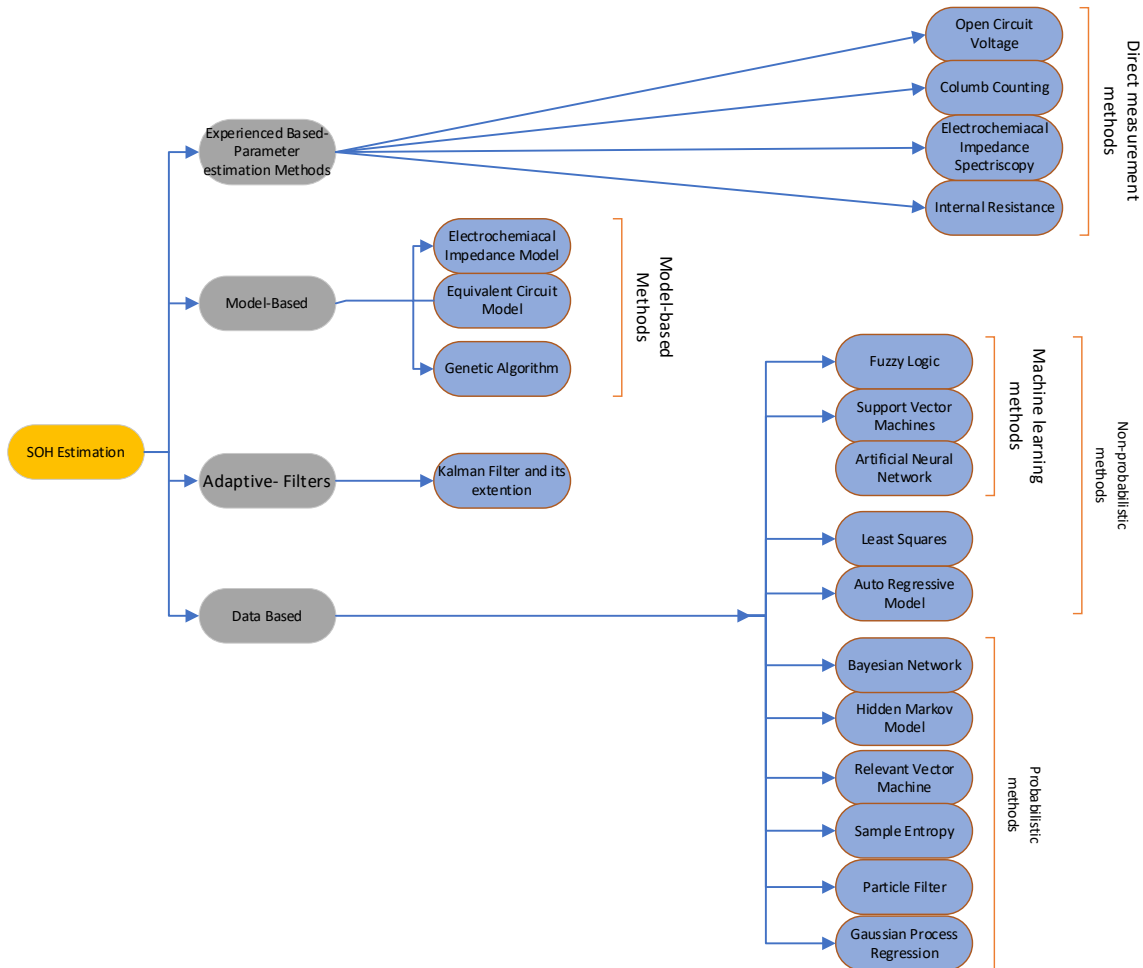 SOH Estimation
Experienced Based-
Parameter
estimation Methods
Open Circuit
Voltage
Columb Counting
Electrochemiacal
Impedance
Spectriscopy
Internal Resistance
Direct measurement
methods
Model-Based
Electrochemiacal
Impedance Model
Equivalent Circuit
Model
Genetic Algorithm
Model-based
Methods
Adaptive- Filters
Kalman Filter and its
extention
Data Based
Fuzzy Logic
Support Vector
Machines
Artificial Neural
Network
Machine learning
methods
Least Squares
Auto Regressive
Model
Non-probabilistic
methods
Bayesian Network
Hidden Markov
Model
Relevant Vector
Machine
Sample Entropy
Particle Filter
Gaussian Process
Regression
Probabilistic
methods